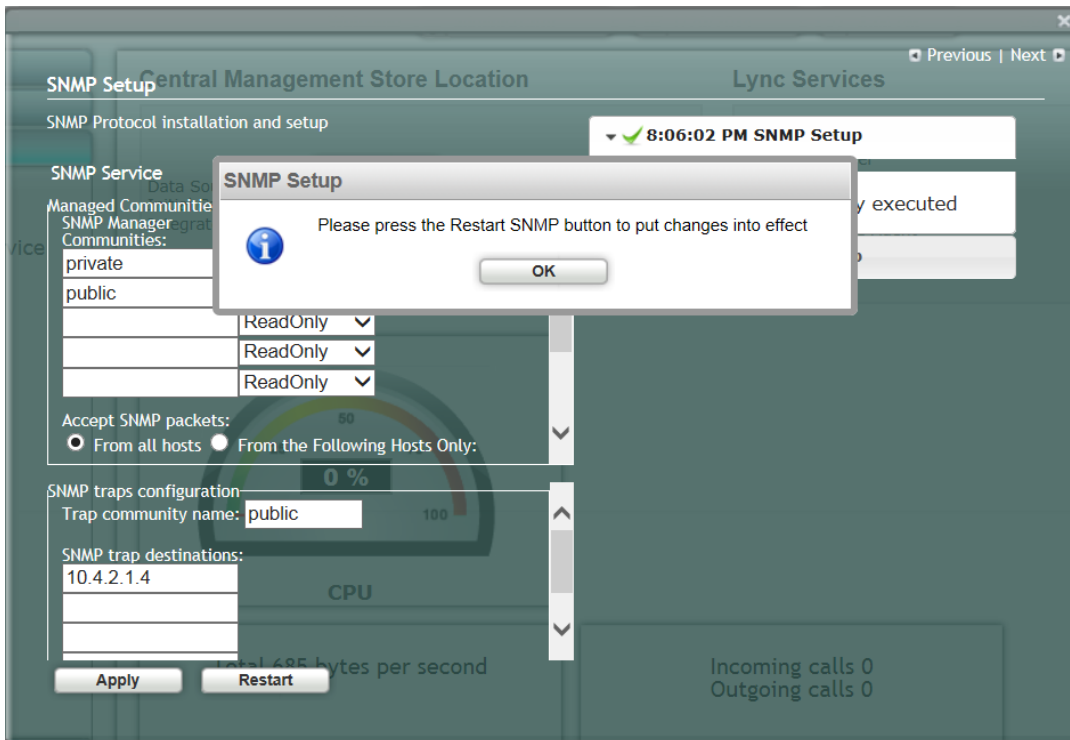 Previous | Next
SNMP Setup
Central Management Store Location
Lync Services
SNMP Protocol installation and setup
8:06:02 PM SNMP Setup
SNMP Service
Data So
SNMP Setup
Please press the Restart SNMP button to put changes into effect
OK
y executed
Managed Communitie
SNMP Manager
Communities:
vice
private
public
ReadOnly
ReadOnly
ReadOnly
Accept SNMP packets:
From all hosts
From the Following Hosts Only:
50
0 %
100
SNMP traps configuration
Trap community name: public
SNMP trap destinations:
10.4.2.1.4
CPU
Total 685 bytes per second
Incoming calls 0
Outgoing calls 0
Apply
Restart